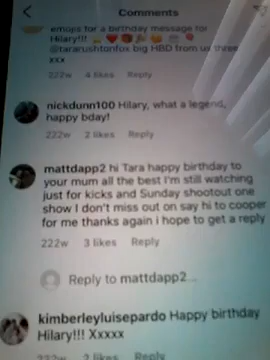 Comments
emojis for a birthday message for
Hilary!!!
@tararushtonfox big HBD from us three
xxx
222w 4 likes Reply
nickdunn100 Hilary, what a legend,
happy bday!
222w 2 likes Reply
mattdapp2 hi Tara happy birthday to
your mum all the best I'm still watching
just for kicks and Sunday shootout one
show I don't miss out on say hi to cooper
for me thanks again i hope to get a reply
222w 3 likes Reply
Reply to mattdapp2...
kimberleyluisepardo Happy birthday
Hilary!!! Xxxxx
222w 2 likes Reply